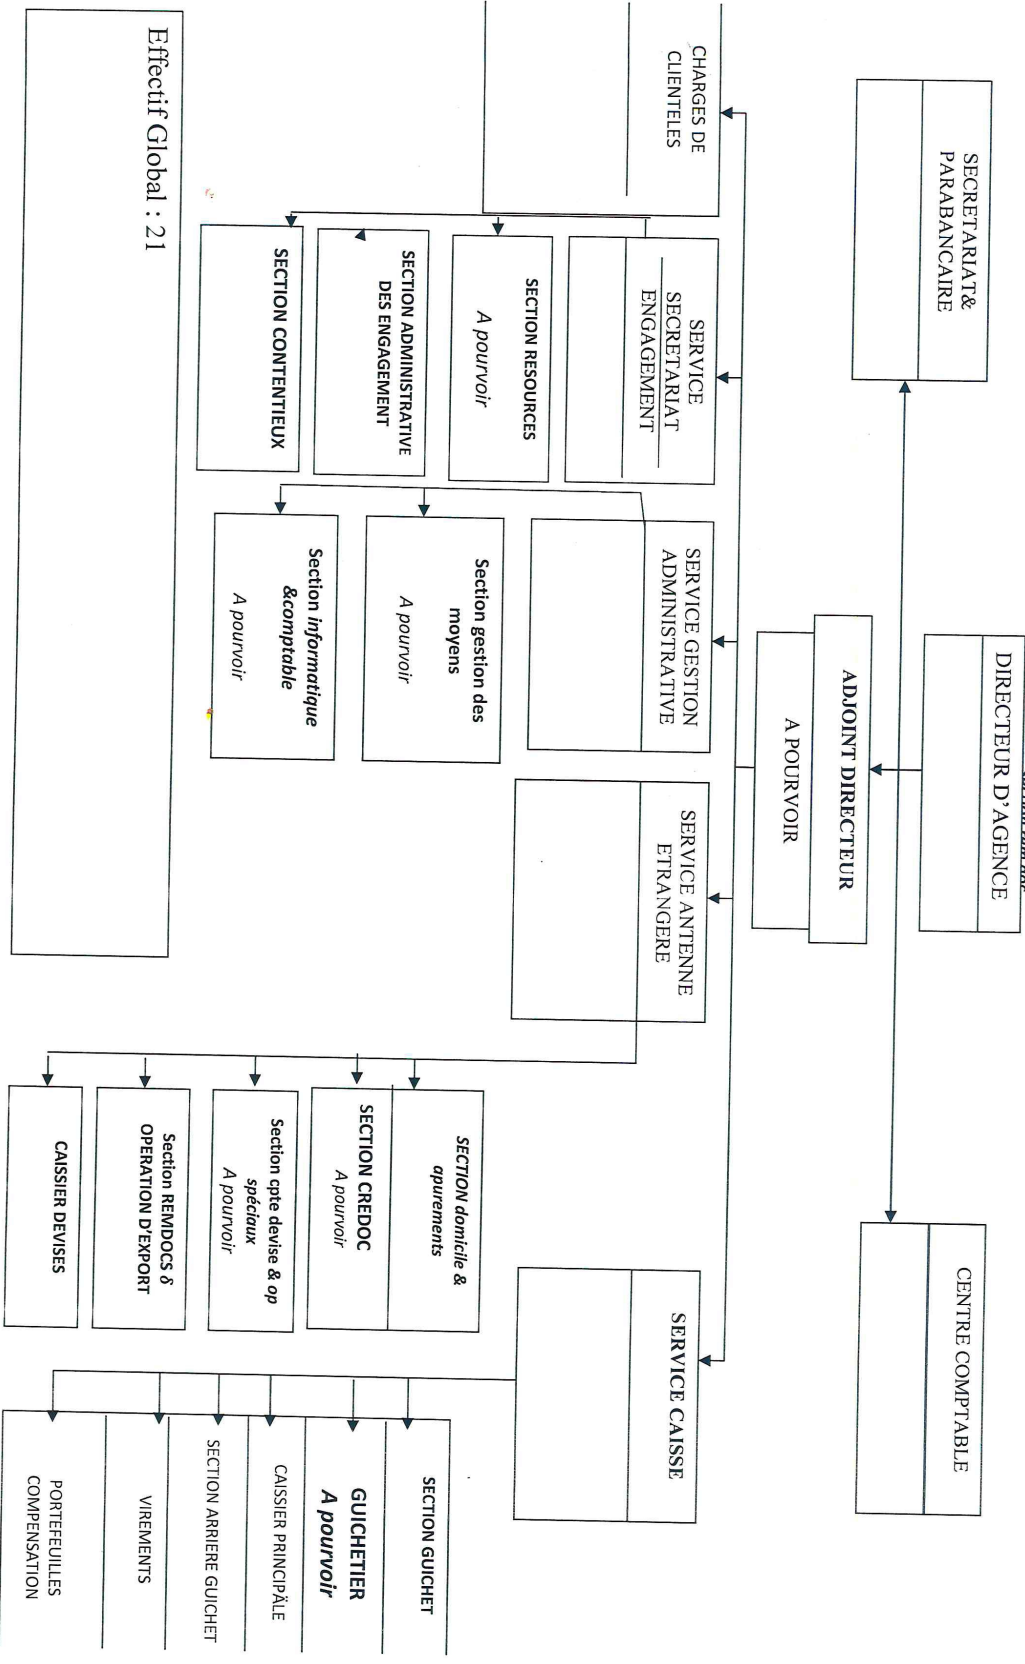 DIRECTEUR D'AGENCE
SECRETARIAT&
PARABANCAIRE
CENTRE COMPTABLE
ADJOINT DIRECTEUR
A POURVOIR
CHARGES DE
CLIENTELES
SERVICE
SECRETARIAT
ENGAGEMENT
SERVICE GESTION
ADMINISTRATIVE
SERVICE ANTENNE
ETRANGERE
SERVICE CAISSE
SECTION RESOURCES
A pourvoir
SECTION ADMINISTRATIVE
DES ENGAGEMENT
SECTION CONTENTIEUX
Section gestion des
moyens
A pourvoir
Section informatique
&comptable
A pourvoir
SECTION domicile &
apurements
SECTION CREDOC
A pourvoir
Section cpte devise & op
spéciaux
A pourvoir
Section REMDOCS &
OPERATION D'EXPORT
CAISSIER DEVISES
SECTION GUICHET
GUICHETIER
A pourvoir
CAISSIER PRINCIPÄLE
SECTION ARRIERE GUICHET
VIREMENTS
PORTEFEUILLES
COMPENSATION
Effectif Global : 21